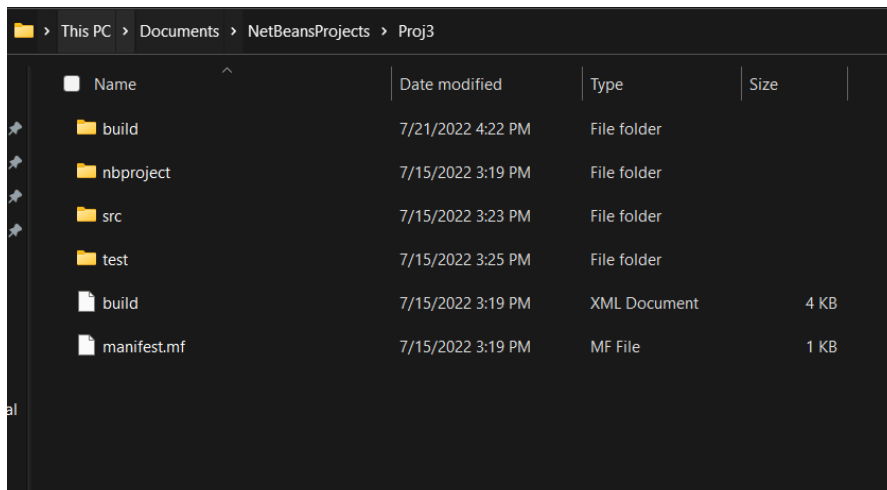 This PC > Documents > NetBeansProjects > Proj3
Name Date modified Type Size
build 7/21/2022 4:22 PM File folder
nbproject 7/15/2022 3:19 PM File folder
src 7/15/2022 3:23 PM File folder
test 7/15/2022 3:25 PM File folder
build 7/15/2022 3:19 PM XML Document 4 KB
manifest.mf 7/15/2022 3:19 PM MF File 1 KB
al